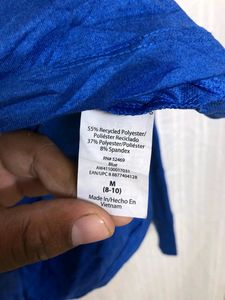 55% Recycled Polyester/
Poliéster Reciclado
37% Polyester/Poliéster
8% Spandex
RN# 52469
Blue
M
(8-10)
Made In/Hecho En
Vietnam